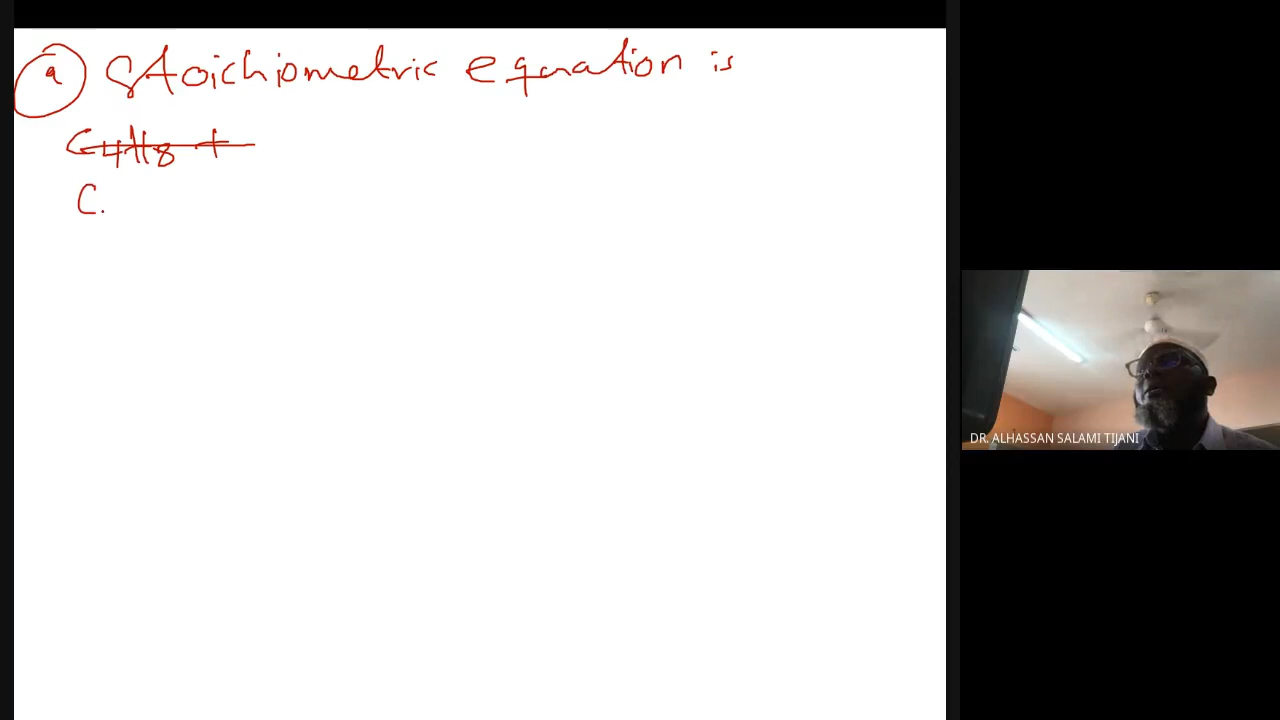 a Stoichiometric equation is
C4H8 +
C.
DR. ALHASSAN SALAMI TIJANI